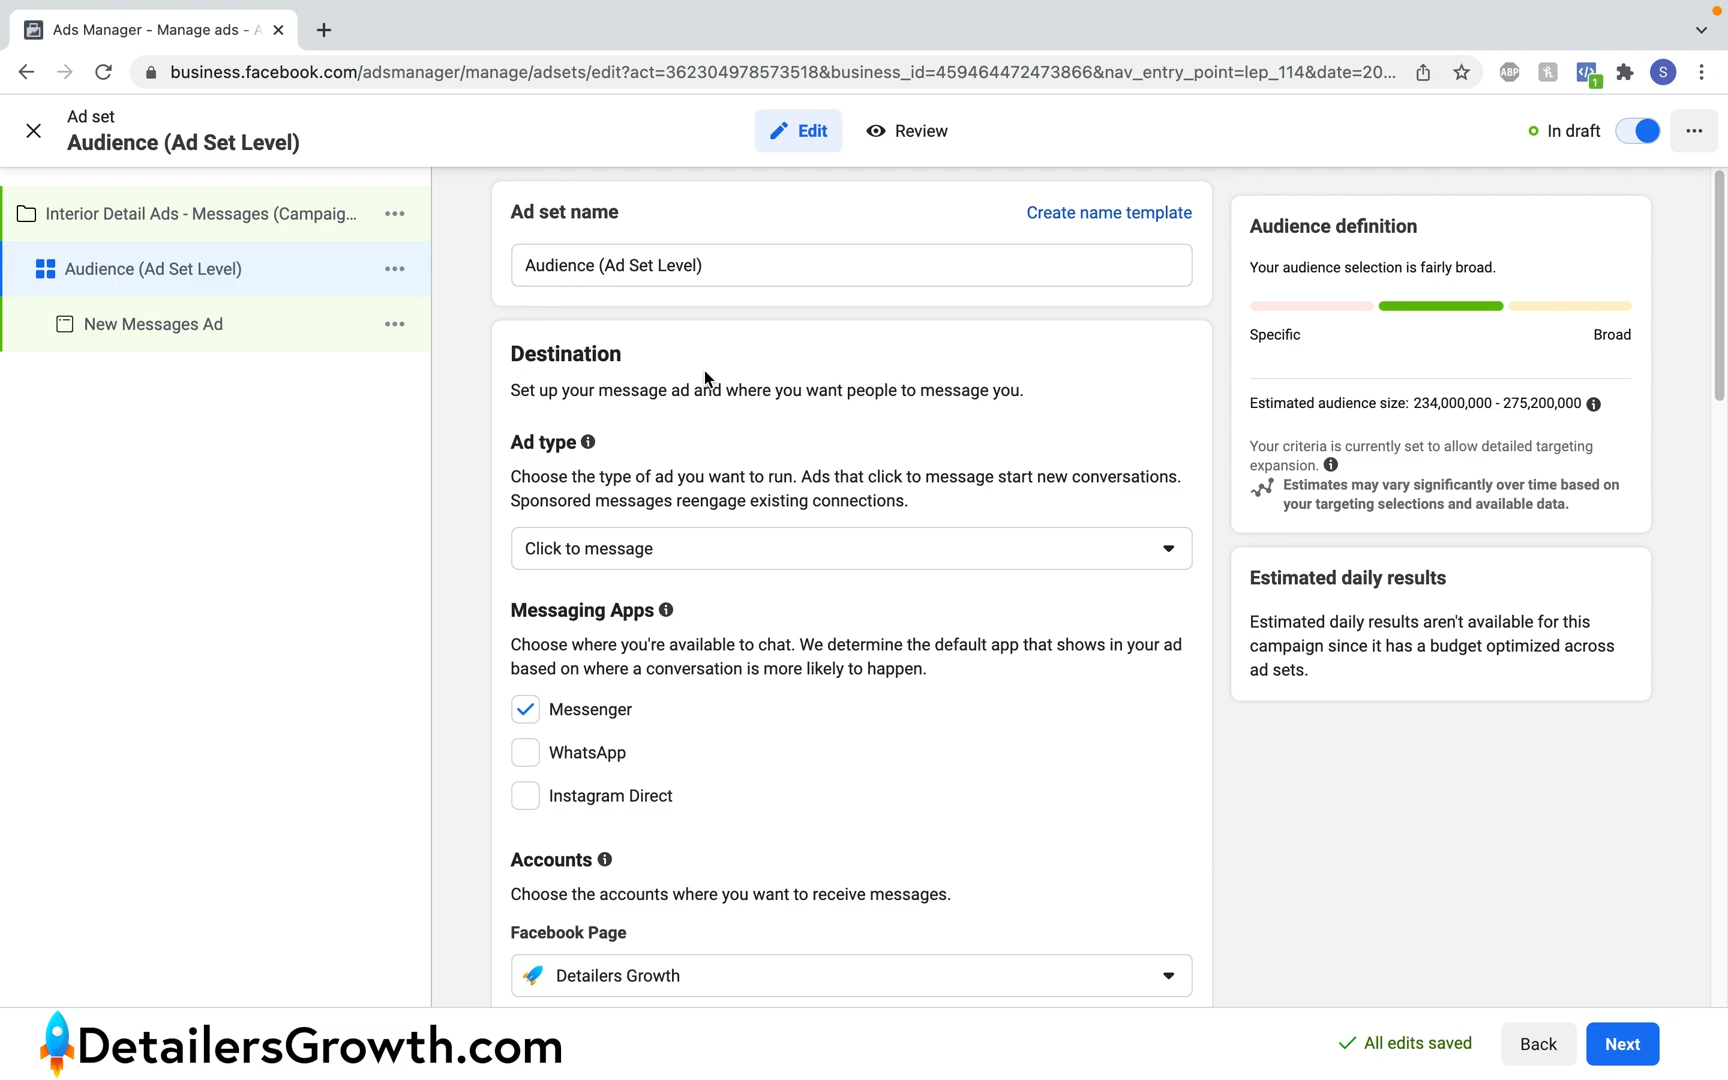 Ads Manager - Manage ads - A
business.facebook.com/adsmanager/manage/adsets/edit?act=362304978573518&business_id=459464472473866&nav_entry_point=lep_114&date=20...
ABP
1
S
Ad set
Audience (Ad Set Level)
Edit
Review
In draft
Interior Detail Ads - Messages (Campaig...
Audience (Ad Set Level)
New Messages Ad
Ad set name
Create name template
Audience (Ad Set Level)
Destination
Set up your message ad and where you want people to message you.
Ad type
Choose the type of ad you want to run. Ads that click to message start new conversations.
Sponsored messages reengage existing connections.
Click to message
Messaging Apps
Choose where you're available to chat. We determine the default app that shows in your ad
based on where a conversation is more likely to happen.
Messenger
WhatsApp
Instagram Direct
Accounts
Choose the accounts where you want to receive messages.
Facebook Page
Detailers Growth
Audience definition
Your audience selection is fairly broad.
Specific
Broad
Estimated audience size: 234,000,000 - 275,200,000
Your criteria is currently set to allow detailed targeting
expansion.
Estimates may vary significantly over time based on
your targeting selections and available data.
Estimated daily results
Estimated daily results aren't available for this
campaign since it has a budget optimized across
ad sets.
DetailersGrowth.com
All edits saved
Back
Next